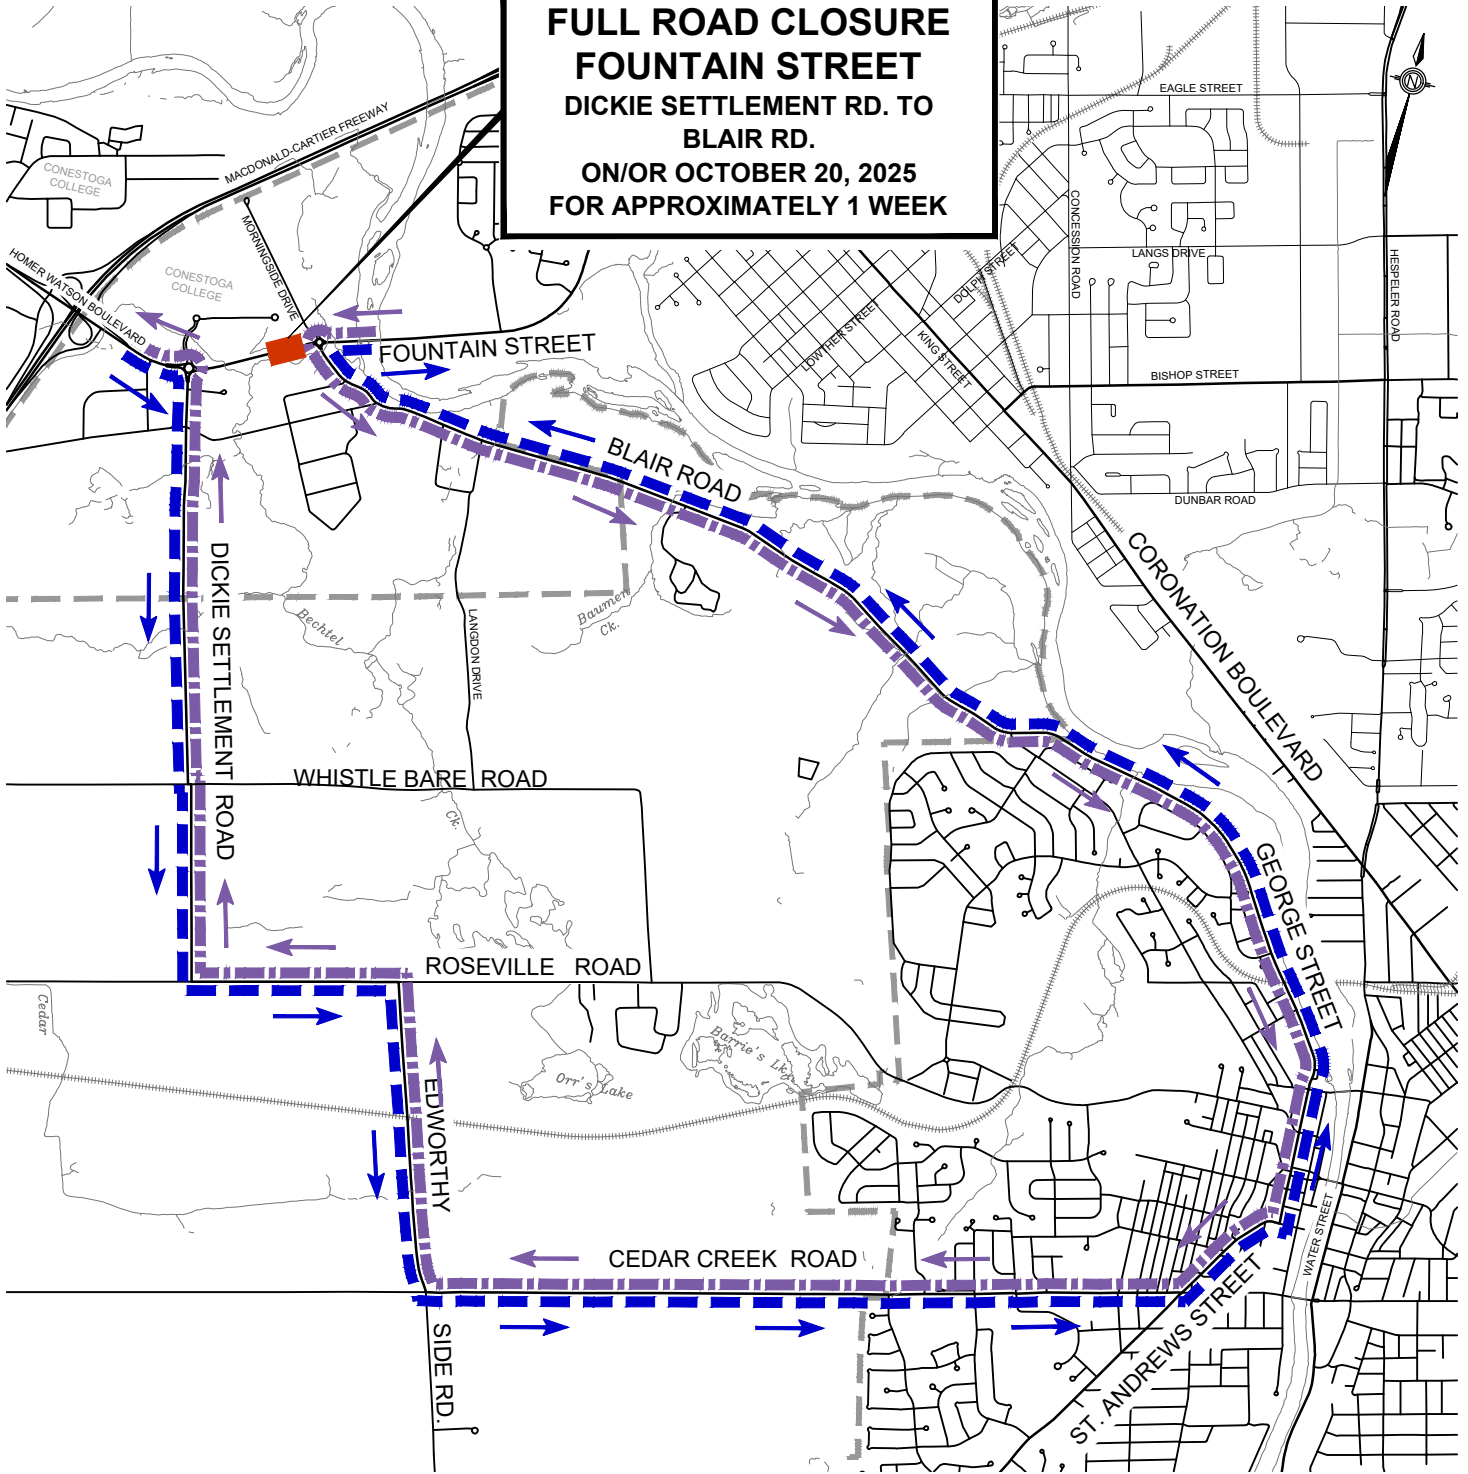 FULL ROAD CLOSURE
FOUNTAIN STREET
DICKIE SETTLEMENT RD. TO
BLAIR RD.
ON/OR OCTOBER 20, 2025
FOR APPROXIMATELY 1 WEEK
EAGLE STREET
N
MACDONALD-CARTIER FREEWAY
CONESTOGA
COLLEGE
CONCESSION ROAD
MORNINGSIDE DRIVE
HOMER WATSON BOULEVARD
CONESTOGA
COLLEGE
LANGS DRIVE
DOLPH STREET
HESPELER ROAD
LOWTHER STREET
KING STREET
FOUNTAIN STREET
BISHOP STREET
BLAIR ROAD
DUNBAR ROAD
CORONATION BOULEVARD
DICKIE SETTLEMENT ROAD
Bechtel
Ck.
LANGDON DRIVE
Baumen
Ck.
WHISTLE BARE ROAD
GEORGE STREET
ROSEVILLE ROAD
Cedar
Barrie's Lk.
Orr's Lake
EDWORTHY
SIDE RD.
CEDAR CREEK ROAD
WATER STREET
ST. ANDREWS STREET